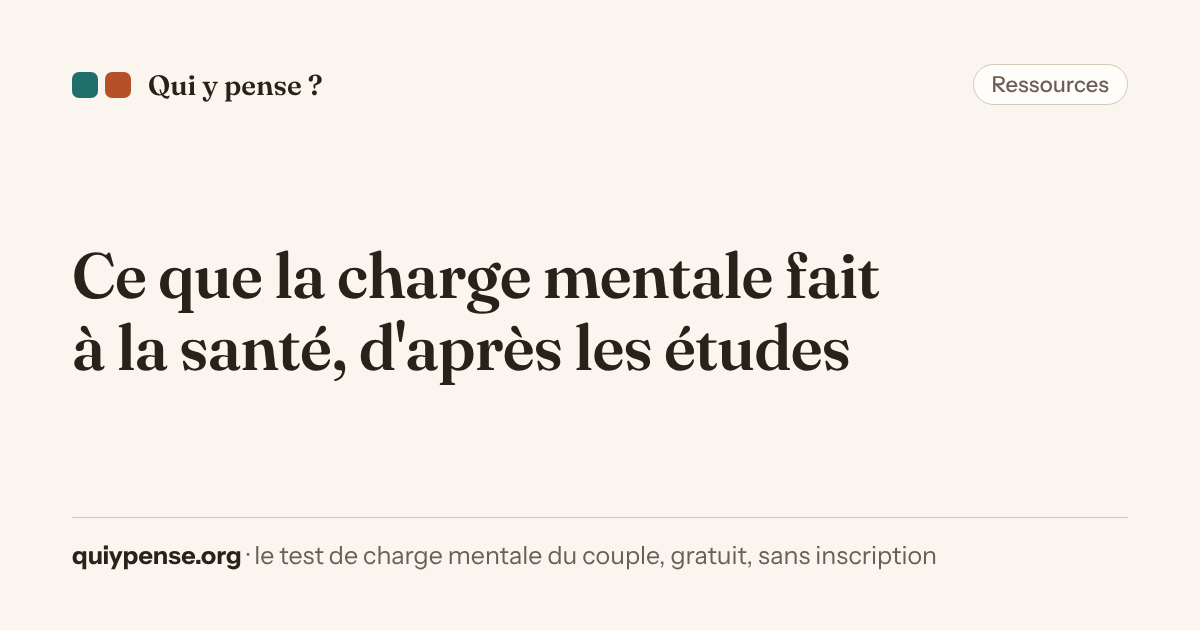 Qui y pense ?
Ressources
Ce que la charge mentale fait
à la santé, d'après les études
quiypense.org · le test de charge mentale du couple, gratuit, sans inscription